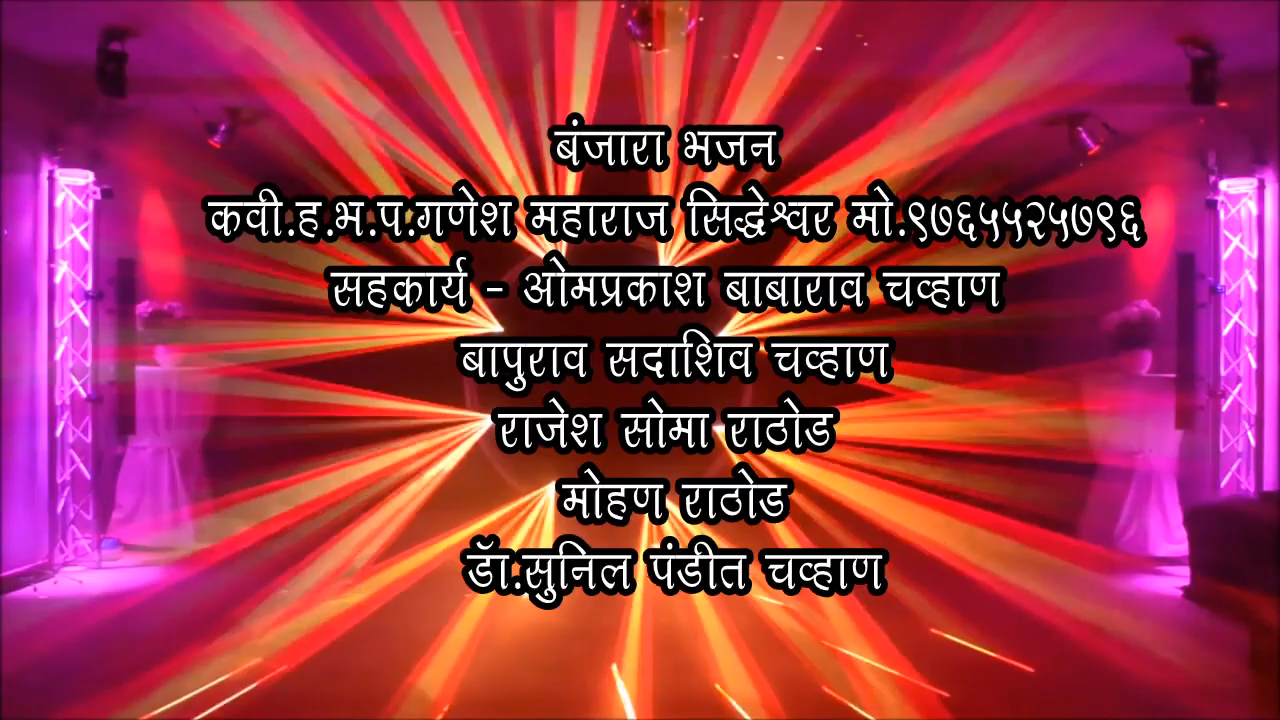 बंजारा भजन
कवी.ह.भ.प.गणेश महाराज सिद्धेश्वर मो.९७६५५२५७९६
सहकार्य - ओमप्रकाश बाबाराव चव्हाण
बापुराव सदाशिव चव्हाण
राजेश सोमा राठोड
मोहण राठोड
डॉ.सुनिल पंडीत चव्हाण